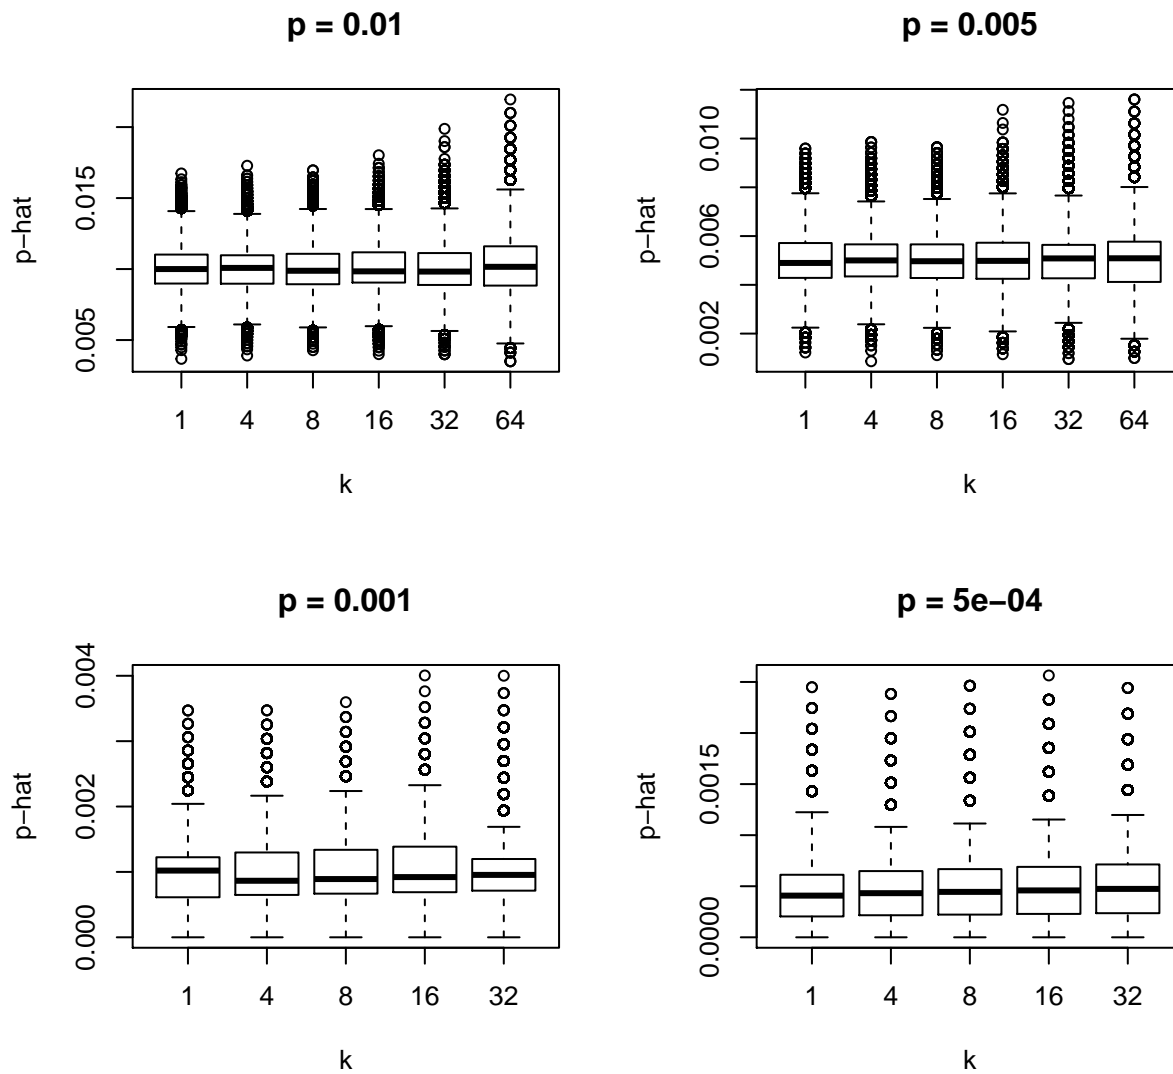 p = 0.01
p−hat
0.005
0.015
1 4 8 16 32 64
k
p = 0.005
p−hat
0.002
0.006
0.010
1 4 8 16 32 64
k
p = 0.001
p−hat
0.000
0.002
0.004
1 4 8 16 32
k
p = 5e−04
p−hat
0.0000
0.0015
1 4 8 16 32
k